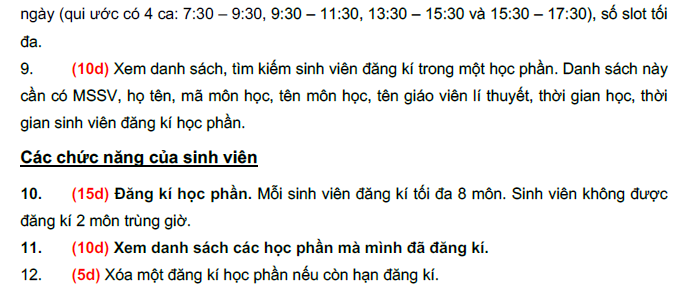 ngày (qui ước có 4 ca: 7:30 – 9:30, 9:30 – 11:30, 13:30 – 15:30 và 15:30 – 17:30), số slot tối
đa.
9. (10d) Xem danh sách, tìm kiếm sinh viên đăng kí trong một học phần. Danh sách này
cần có MSSV, họ tên, mã môn học, tên môn học, tên giáo viên lí thuyết, thời gian học, thời
gian sinh viên đăng kí học phần.
Các chức năng của sinh viên
10. (15d) Đăng kí học phần. Mỗi sinh viên đăng kí tối đa 8 môn. Sinh viên không được
đăng kí 2 môn trùng giờ.
11. (10d) Xem danh sách các học phần mà mình đã đăng kí.
12. (5d) Xóa một đăng kí học phần nếu còn hạn đăng kí.